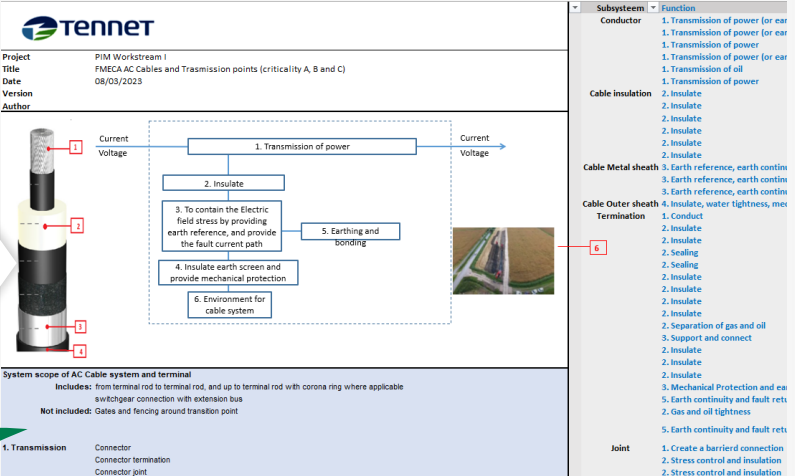 TENNET
Project PIM Workstream I
Title FMECA AC Cables and Trasmission points (criticality A, B and C)
Date 08/03/2023
Version
Author
Current
Voltage
1. Transmission of power
Current
Voltage
2. Insulate
3. To contain the Electric
field stress by providing
earth reference, and provide
the fault current path
5. Earthing and
bonding
4. Insulate earth screen and
provide mechanical protection
6. Environment for
cable system
1
2
3
4
6
System scope of AC Cable system and terminal
Includes: from terminal rod to terminal rod, and up to terminal rod with corona ring where applicable
switchgear connection with extension bus
Not included: Gates and fencing around transition point
1. Transmission Connector
Connector termination
Connector joint
Subsysteem Function
Conductor 1. Transmission of power (or
1. Transmission of power (or
1. Transmission of power
1. Transmission of power (or
1. Transmission of oil
1. Transmission of power
Cable insulation 2. Insulate
2. Insulate
2. Insulate
2. Insulate
2. Insulate
2. Insulate
Cable Metal sheath 3. Earth reference, earth
3. Earth reference, earth
3. Earth reference, earth
Cable Outer sheath 4. Insulate, water tightness,
Termination 1. Conduct
2. Insulate
2. Insulate
2. Sealing
2. Sealing
2. Insulate
2. Insulate
2. Insulate
2. Insulate
2. Separation of gas and oil
3. Support and connect
2. Insulate
2. Insulate
2. Insulate
3. Mechanical Protection and
5. Earth continuity and fault
2. Gas and oil tightness
5. Earth continuity and fault
Joint 1. Create a barrierd connection
2. Stress control and insulation
2. Stress control and insulation